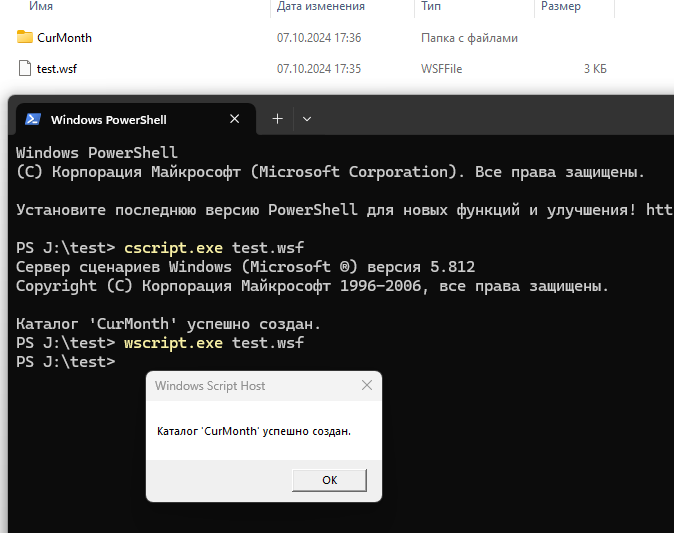 Имя Дата изменения Тип Размер
CurMonth 07.10.2024 17:36 Папка с файлами
test.wsf 07.10.2024 17:35 WSFFile 3 КБ
Windows PowerShell
Windows PowerShell
(C) Корпорация Майкрософт (Microsoft Corporation). Все права защищены.
Установите последнюю версию PowerShell для новых функций и улучшения! htt
PS J:\test> cscript.exe test.wsf
Сервер сценариев Windows (Microsoft ®) версия 5.812
Copyright (C) Корпорация Майкрософт 1996-2006, все права защищены.
Каталог 'CurMonth' успешно создан.
PS J:\test> wscript.exe test.wsf
PS J:\test>
Windows Script Host
Каталог 'CurMonth' успешно создан.
OK